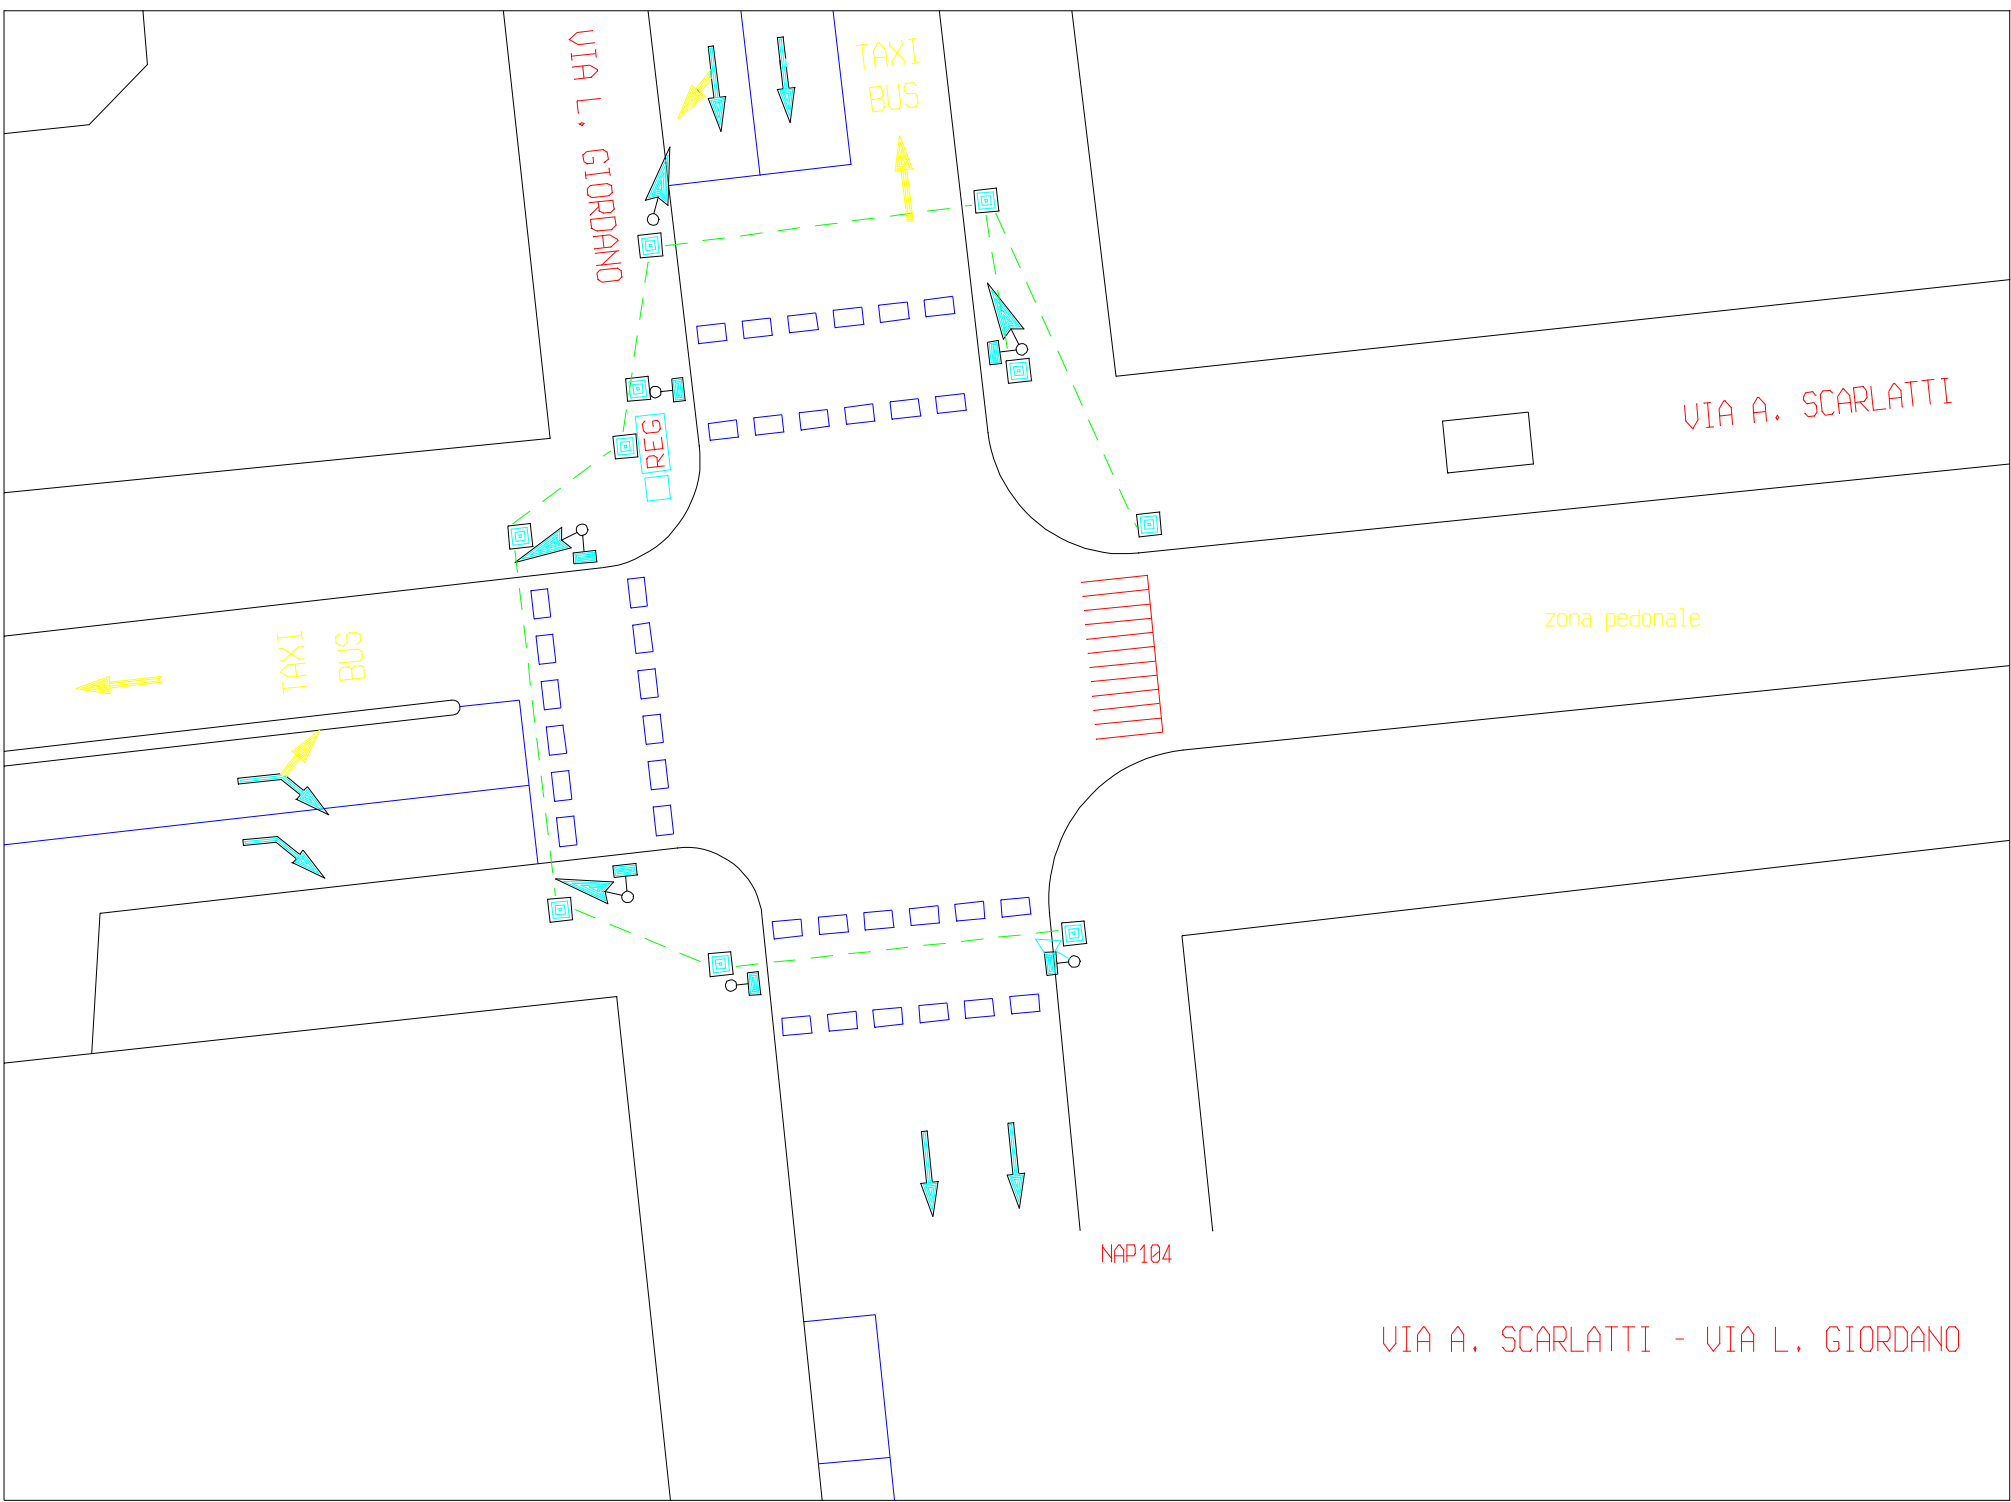 VIA L. GIORDANO
TAXI
BUS
VIA A. SCARLATTI
REG
TAXI
BUS
zona pedonale
NAP104
VIA A. SCARLATTI - VIA L. GIORDANO